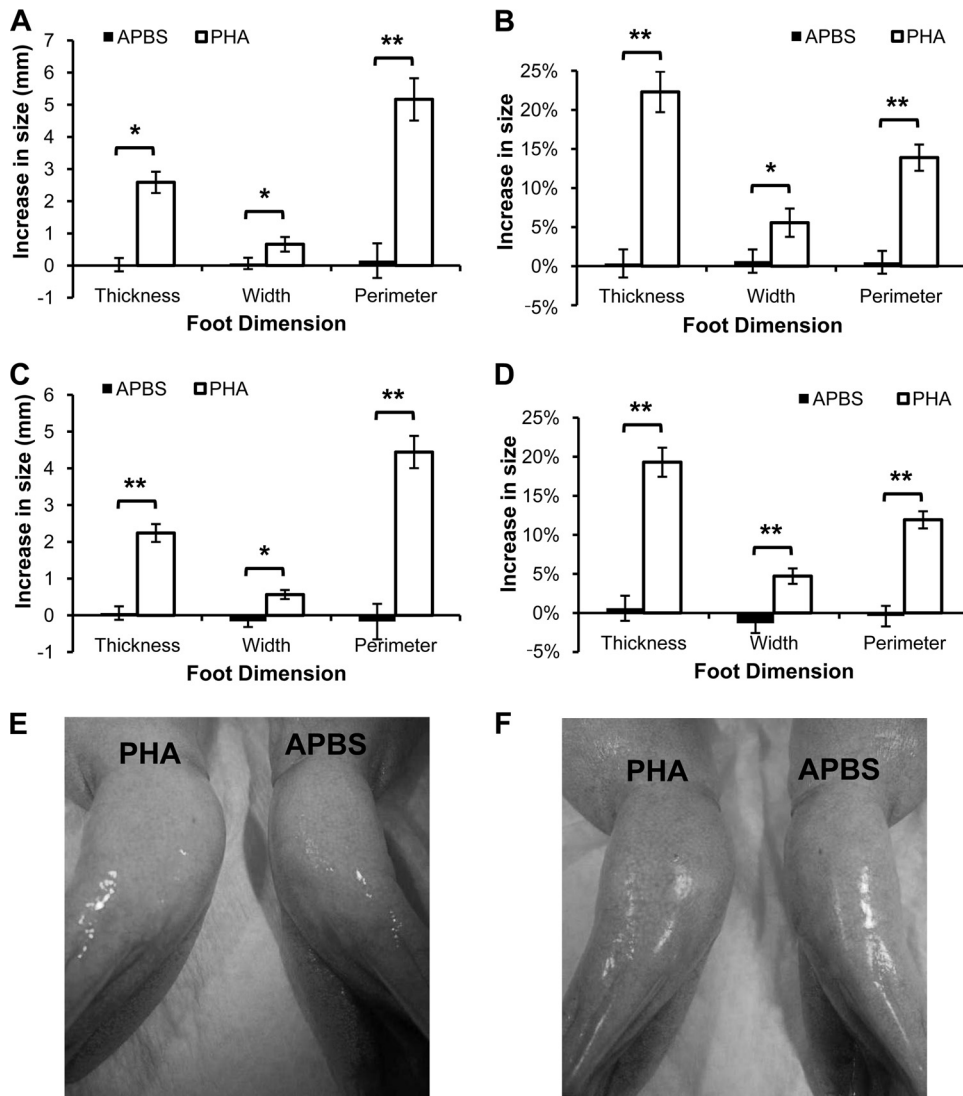 A
APBS PHA
Increase in size (mm)
7
6
5
4
3
2
1
0
-1
*
*
**
Thickness Width Perimeter
Foot Dimension
B
APBS PHA
Increase in size
25%
20%
15%
10%
5%
0%
-5%
**
*
**
Thickness Width Perimeter
Foot Dimension
C
APBS PHA
Increase in size (mm)
6
5
4
3
2
1
0
-1
**
*
**
Thickness Width Perimeter
Foot Dimension
D
APBS PHA
Increase in size
25%
20%
15%
10%
5%
0%
-5%
**
**
**
Thickness Width Perimeter
Foot Dimension
E
PHA APBS
F
PHA APBS